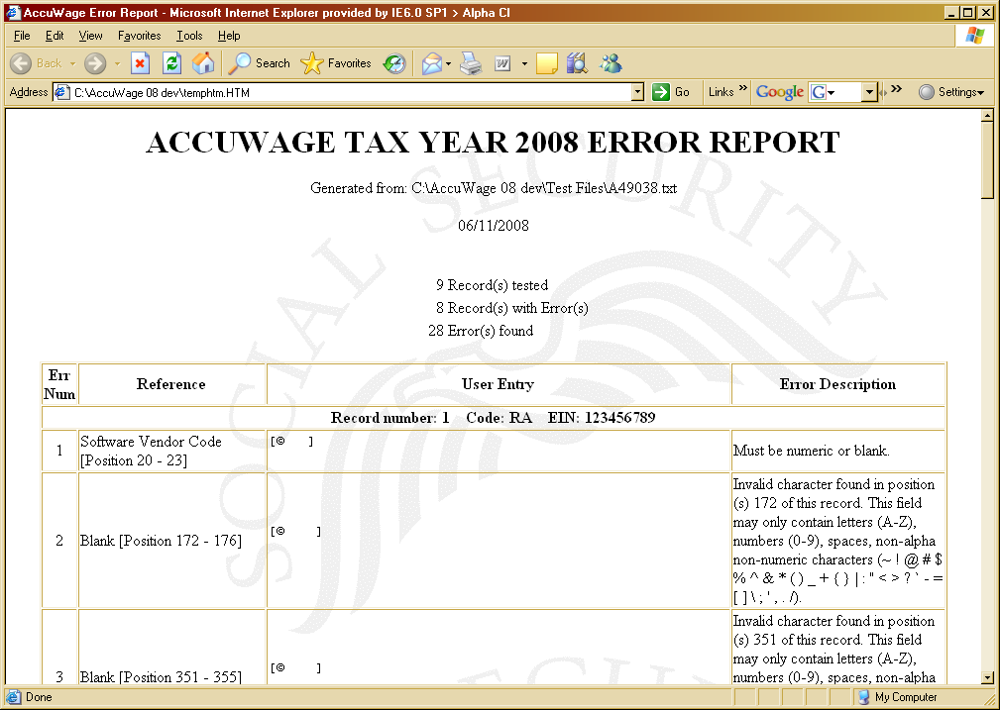 AccuWage Error Report - Microsoft Internet Explorer provided by IE6.0 SP1 > Alpha CI
File Edit View Favorites Tools Help
Back Search Favorites W
Address C:\AccuWage 08 dev\temphtm.HTM Go Links » Google G » Settings
ACCUWAGE TAX YEAR 2008 ERROR REPORT
Generated from: C:\AccuWage 08 dev\Test Files\A49038.txt
06/11/2008
SOCIAL SECURITY
9 Record(s) tested
8 Record(s) with Error(s)
28 Error(s) found
Err
Num
Reference User Entry Error Description
Record number: 1 Code: RA EIN: 123456789
1
Software Vendor Code
[Position 20 - 23]
[© ]
Must be numeric or blank.
2
Blank [Position 172 - 176]
[© ]
Invalid character found in position
(s) 172 of this record. This field
may only contain letters (A-Z),
numbers (0-9), spaces, non-alpha
non-numeric characters (~ ! @ # $
% ^ & * ( ) _ + { } | : " < > ? ` - =
[ ] \ ; ' , . /).
3
Blank [Position 351 - 355]
[© ]
Invalid character found in position
(s) 351 of this record. This field
may only contain letters (A-Z),
numbers (0-9), spaces, non-alpha
Done My Computer